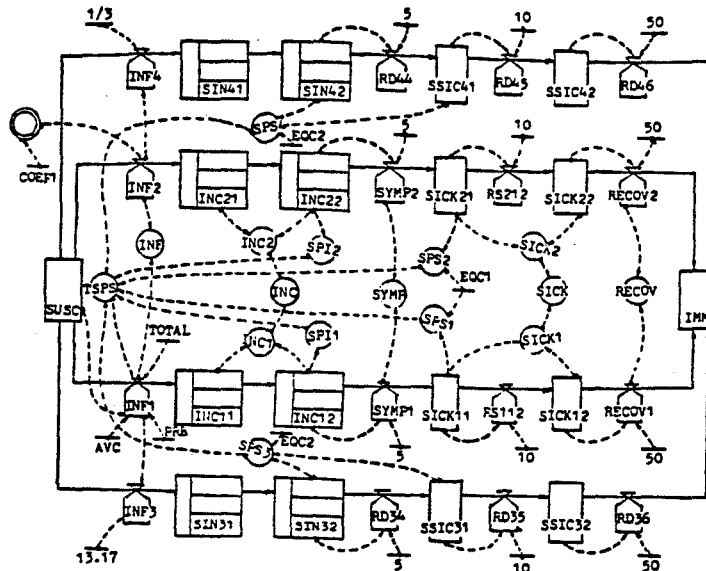 1/3 5 10 50
INF4 SIN41 SIN42 RD44 SSIC41 RD45 SSIC42 RD46
SPS4
EQC2 5 10 50
COEF1
INF2 INC21 INC22 SYMP2 SICK21 RS212 SICK22 RECOV2
INF INC2 SPI2 SPS2 SICK2
EQC1
SUSC1 TSPS INC SYMP SICK RECOV IMM
SPS1
TOTAL INC1 SPI1 SICK1
INF1 INC11 INC12 SYMP1 SICK11 RS112 SICK12 RECOV1
AVC EQC2 5 10 50
SPS3
INF3 SIN31 SIN32 RD34 SSIC31 RD35 SSIC32 RD36
13.17 5 10 50